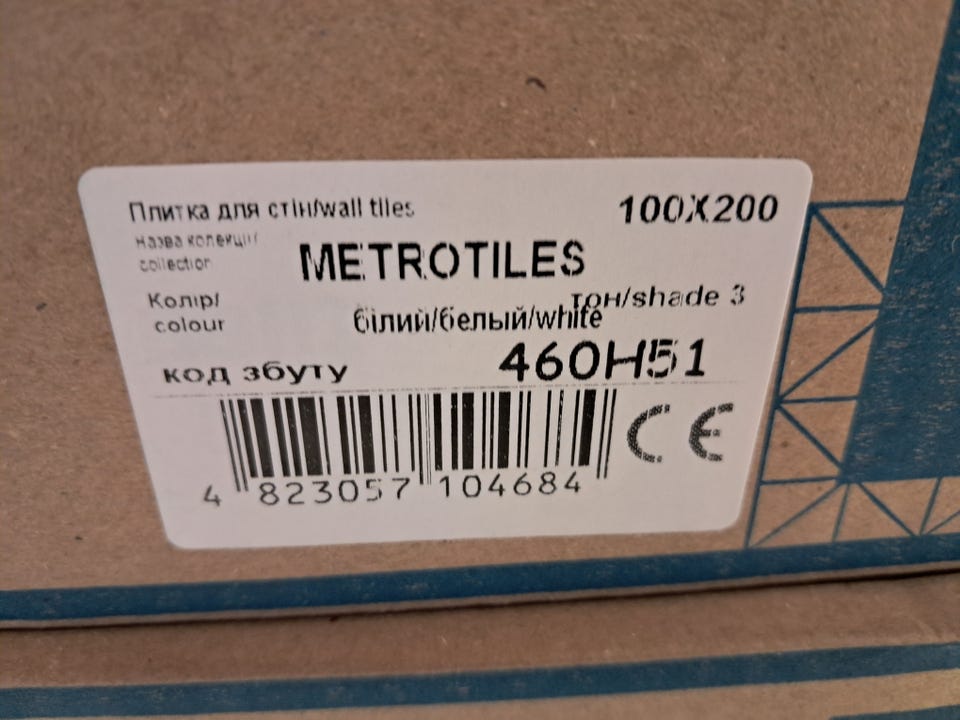 Плитка для стін/wall tiles
100X200
назва колекції/
collection
METROTILES
Колір/
colour
тон/shade 3
білий/белый/white
код збуту
460H51
CE
4 823057 104684